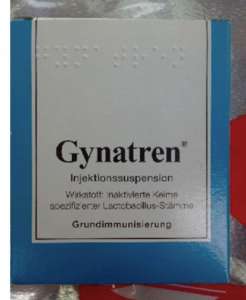 Gynatren®
Injektionssuspension
Wirkstoff: Inaktivierte Keime
spezifizierter Lactobacillus-Stämme
Grundimmunisierung